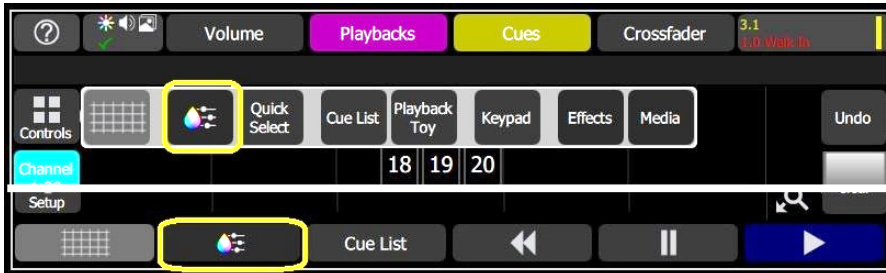 Volume Playbacks Cues Crossfader 3.1
1.0 Walk In
Controls Quick Select Cue List Playback Toy Keypad Effects Media Undo
Channel 18 19 20
Setup
Cue List